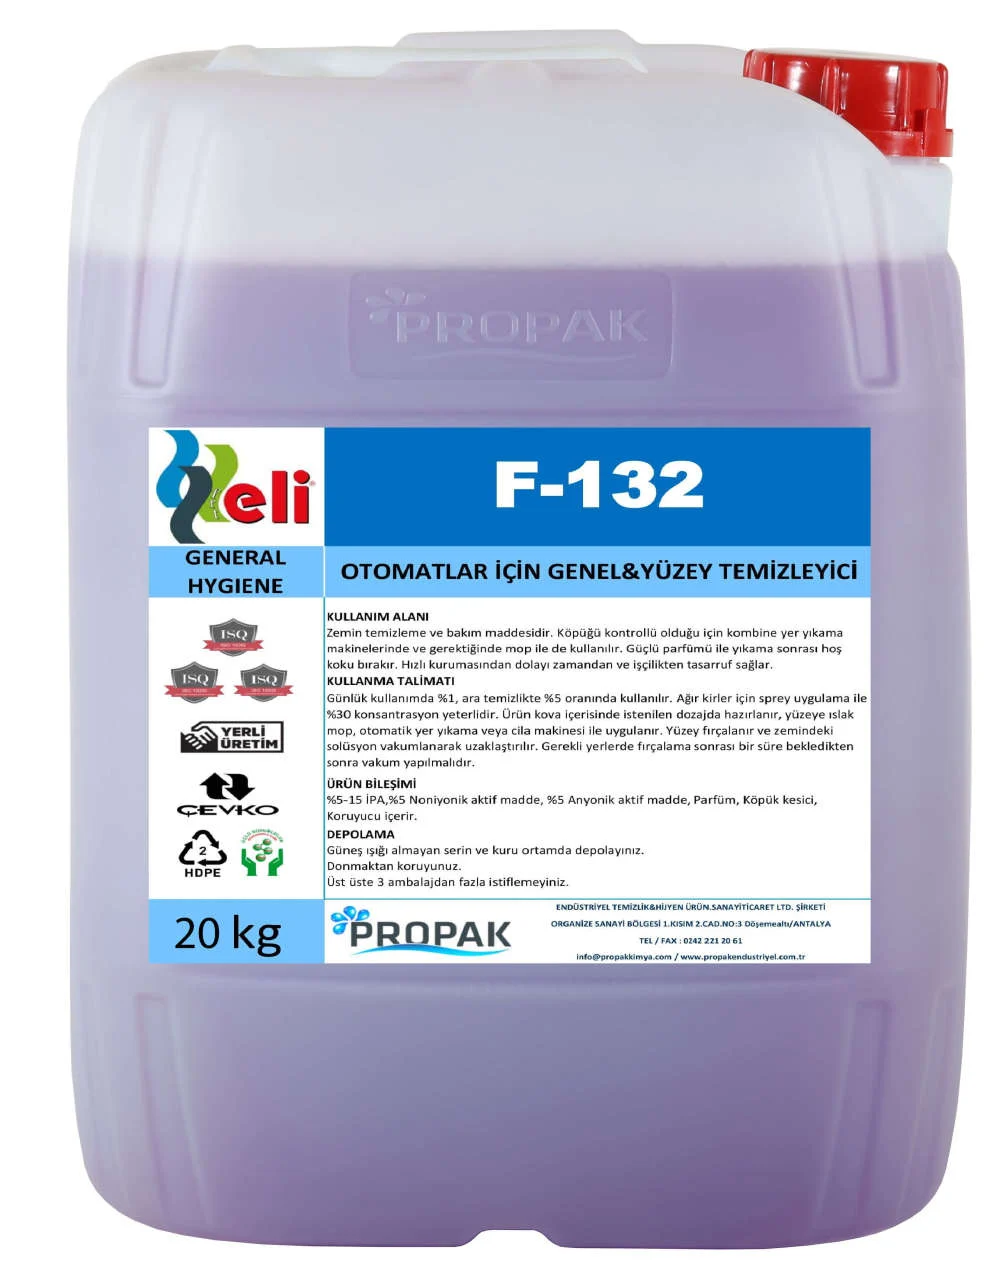 PROPAK
eli
F-132
GENERAL
HYGIENE
OTOMATLAR İÇİN GENEL&YÜZEY TEMİZLEYİCİ
KULLANIM ALANI
Zemin temizleme ve bakım maddesidir. Köpüğü kontrollü olduğu için kombine yer yıkama
makinelerinde ve gerektiğinde mop ile de kullanılır. Güçlü parfümü ile yıkama sonrası hoş
koku bırakır. Hızlı kurumasından dolayı zamandan ve işçilikten tasarruf sağlar.
KULLANMA TALİMATI
Günlük kullanımda %1, ara temizlikte %5 oranında kullanılır. Ağır kirler için sprey uygulama ile
%30 konsantrasyon yeterlidir. Ürün kova içerisinde istenilen dozajda hazırlanır, yüzeye ıslak
mop, otomatik yer yıkama veya cila makinesi ile uygulanır. Yüzey fırçalanır ve zemindeki
solüsyon vakumlanarak uzaklaştırılır. Gerekli yerlerde fırçalama sonrası bir süre bekledikten
sonra vakum yapılmalıdır.
ÜRÜN BİLEŞİMİ
%5-15 İPA,%5 Noniyonik aktif madde, %5 Anyonik aktif madde, Parfüm, Köpük kesici,
Koruyucu içerir.
DEPOLAMA
Güneş ışığı almayan serin ve kuru ortamda depolayınız.
Donmaktan koruyunuz.
Üst üste 3 ambalajdan fazla istiflemeyiniz.
ISQ
ISQ
ISQ
YERLİ
ÜRETİM
ÇEVKO
2
HDPE
20 kg
PROPAK
ENDÜSTRİYEL TEMİZLİK&HİJYEN ÜRÜN.SANAYİTİCARET LTD. ŞİRKETİ
ORGANİZE SANAYİ BÖLGESİ 1.KISIM 2.CAD.NO:3 Döşemealtı/ANTALYA
TEL / FAX : 0242 221 20 61
info@propakkimya.com / www.propakendustriyel.com.tr